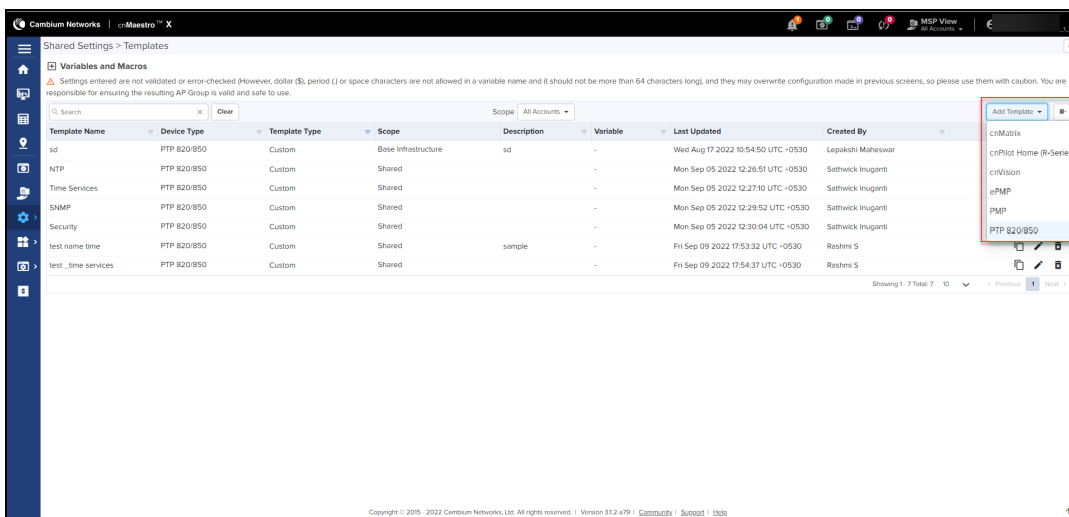 Cambium Networks | cnMaestro™ X
MSP View
All Accounts
Shared Settings > Templates
Variables and Macros
Settings entered are not validated or error-checked (However, dollar ($), period (.) or space characters are not allowed in a variable name and it should not be more than 64 characters long), and they may overwrite configuration made in previous screens, so please use them with caution. You are
responsible for ensuring the resulting AP Group is valid and safe to use.
Search Clear Scope All Accounts Add Template
Template Name Device Type Template Type Scope Description Variable Last Updated Created By
sd PTP 820/850 Custom Base Infrastructure sd - Wed Aug 17 2022 10:54:50 UTC +0530 Lepakshi Maheswar
NTP PTP 820/850 Custom Shared - Mon Sep 05 2022 12:26:51 UTC +0530 Sathwick Inuganti
Time Services PTP 820/850 Custom Shared - Mon Sep 05 2022 12:27:10 UTC +0530 Sathwick Inuganti
SNMP PTP 820/850 Custom Shared - Mon Sep 05 2022 12:29:52 UTC +0530 Sathwick Inuganti
Security PTP 820/850 Custom Shared - Mon Sep 05 2022 12:30:04 UTC +0530 Sathwick Inuganti
test name time PTP 820/850 Custom Shared sample - Fri Sep 09 2022 17:53:32 UTC +0530 Rashmi S
test _time services PTP 820/850 Custom Shared - Fri Sep 09 2022 17:54:37 UTC +0530 Rashmi S
cnMatrix
cnPilot Home (R-Serie
cnVision
ePMP
PMP
PTP 820/850
Showing 1 - 7 Total: 7 10 < Previous 1 Next >
Copyright © 2015 - 2022 Cambium Networks, Ltd. All rights reserved. | Version 3.1.2-a79 | Community | Support | Help